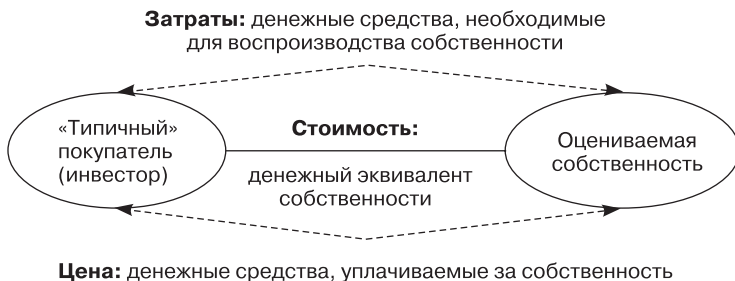 Затраты: денежные средства, необходимые
для воспроизводства собственности
«Типичный»
покупатель
(инвестор)
Стоимость:
денежный эквивалент
собственности
Оцениваемая
собственность
Цена: денежные средства, уплачиваемые за собственность